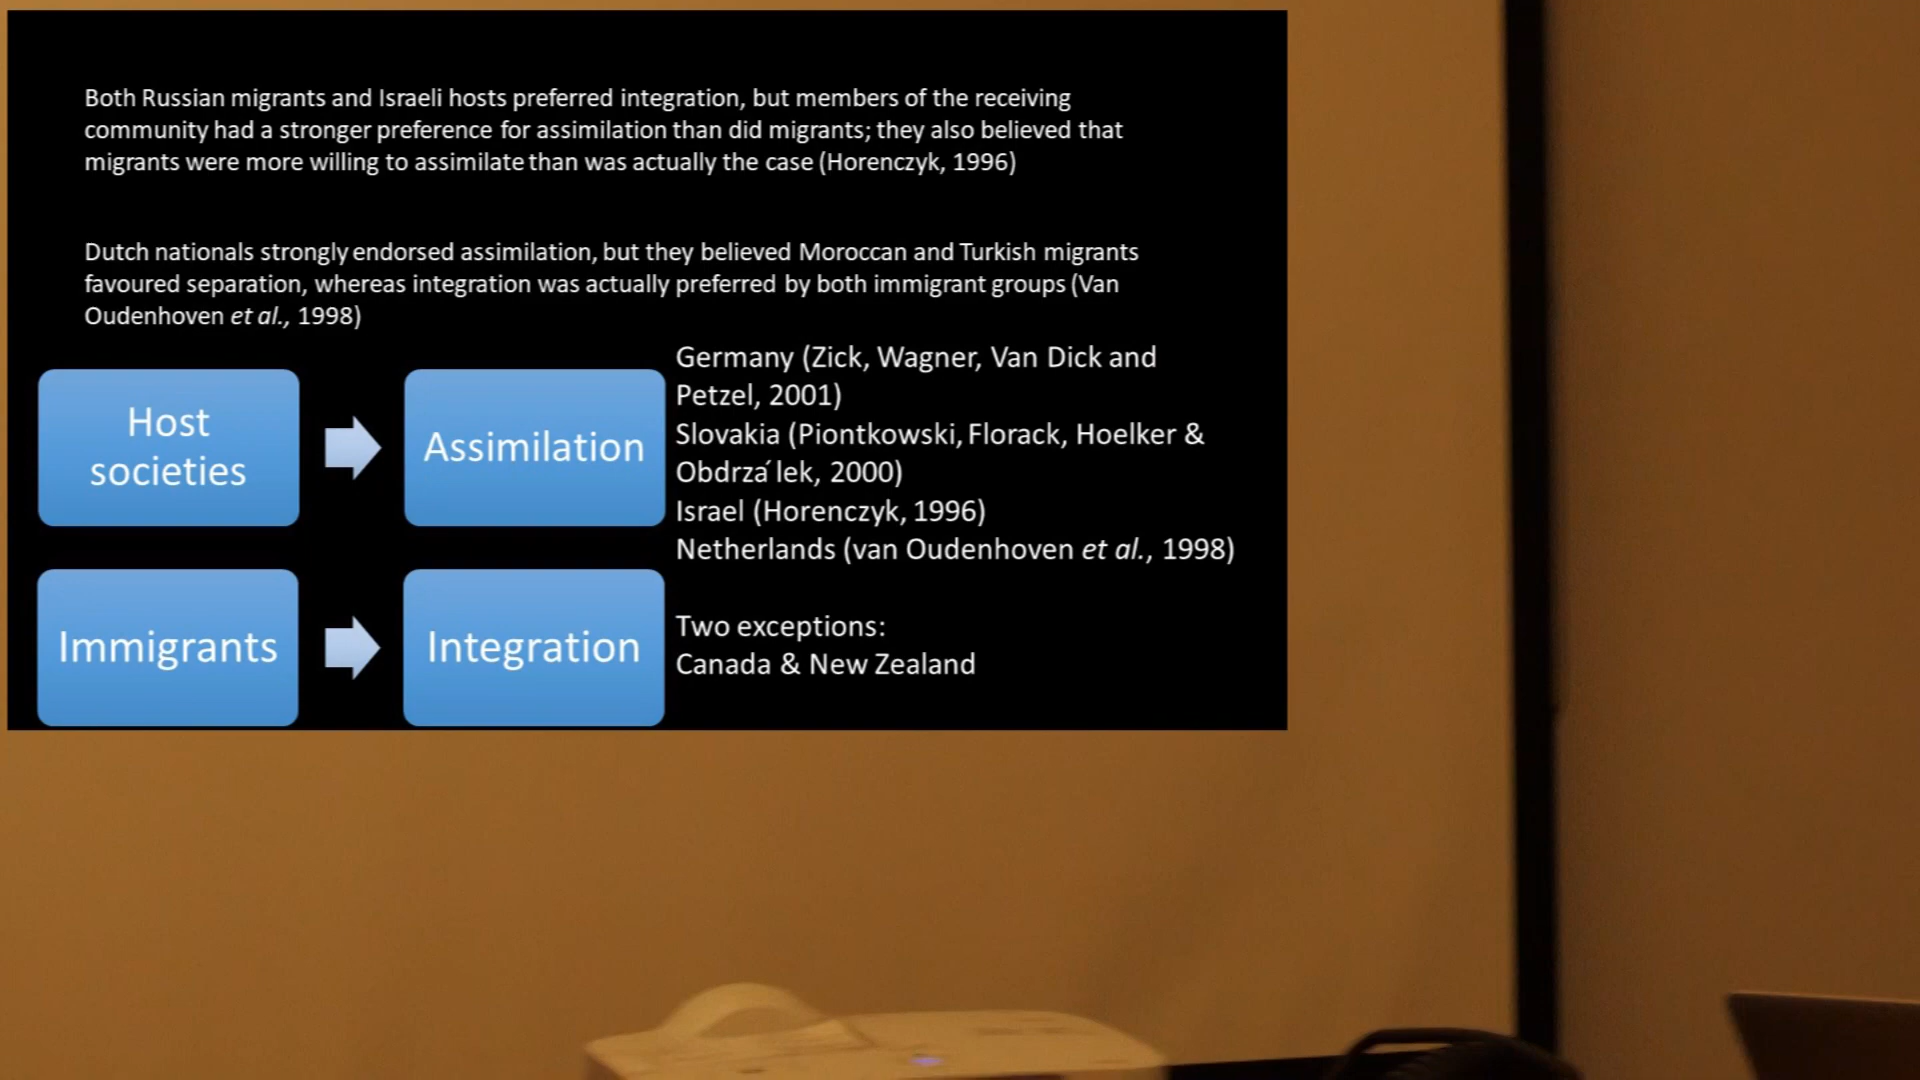 Both Russian migrants and Israeli hosts preferred integration, but members of the receiving
community had a stronger preference for assimilation than did migrants; they also believed that
migrants were more willing to assimilate than was actually the case (Horenczyk, 1996)
Dutch nationals strongly endorsed assimilation, but they believed Moroccan and Turkish migrants
favoured separation, whereas integration was actually preferred by both immigrant groups (Van
Oudenhoven et al., 1998)
Host
societies
Assimilation
Germany (Zick, Wagner, Van Dick and
Petzel, 2001)
Slovakia (Piontkowski, Florack, Hoelker &
Obdrza´lek, 2000)
Israel (Horenczyk, 1996)
Netherlands (van Oudenhoven et al., 1998)
Immigrants
Integration
Two exceptions:
Canada & New Zealand